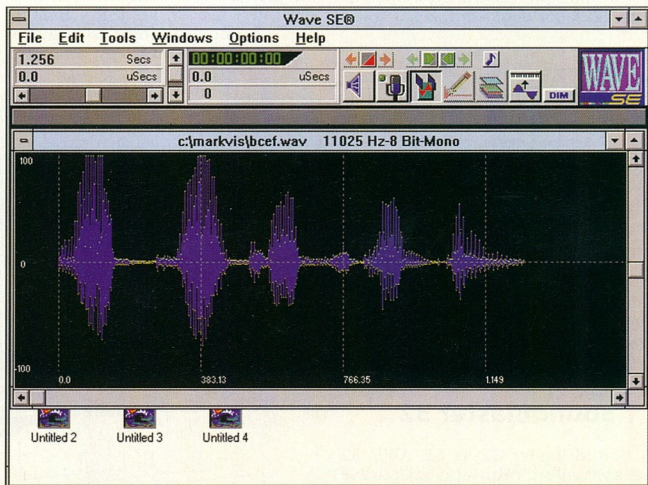 Wave SE®
File Edit Tools Windows Options Help
1.256 Secs
0.0 uSecs
00:00:00:00
0.0 uSecs
0
DIM
WAVE
SE
c:\markvis\bcef.wav 11025 Hz-8 Bit-Mono
100
0
-100
0.0 383.13 766.35 1.149
Untitled 2 Untitled 3 Untitled 4